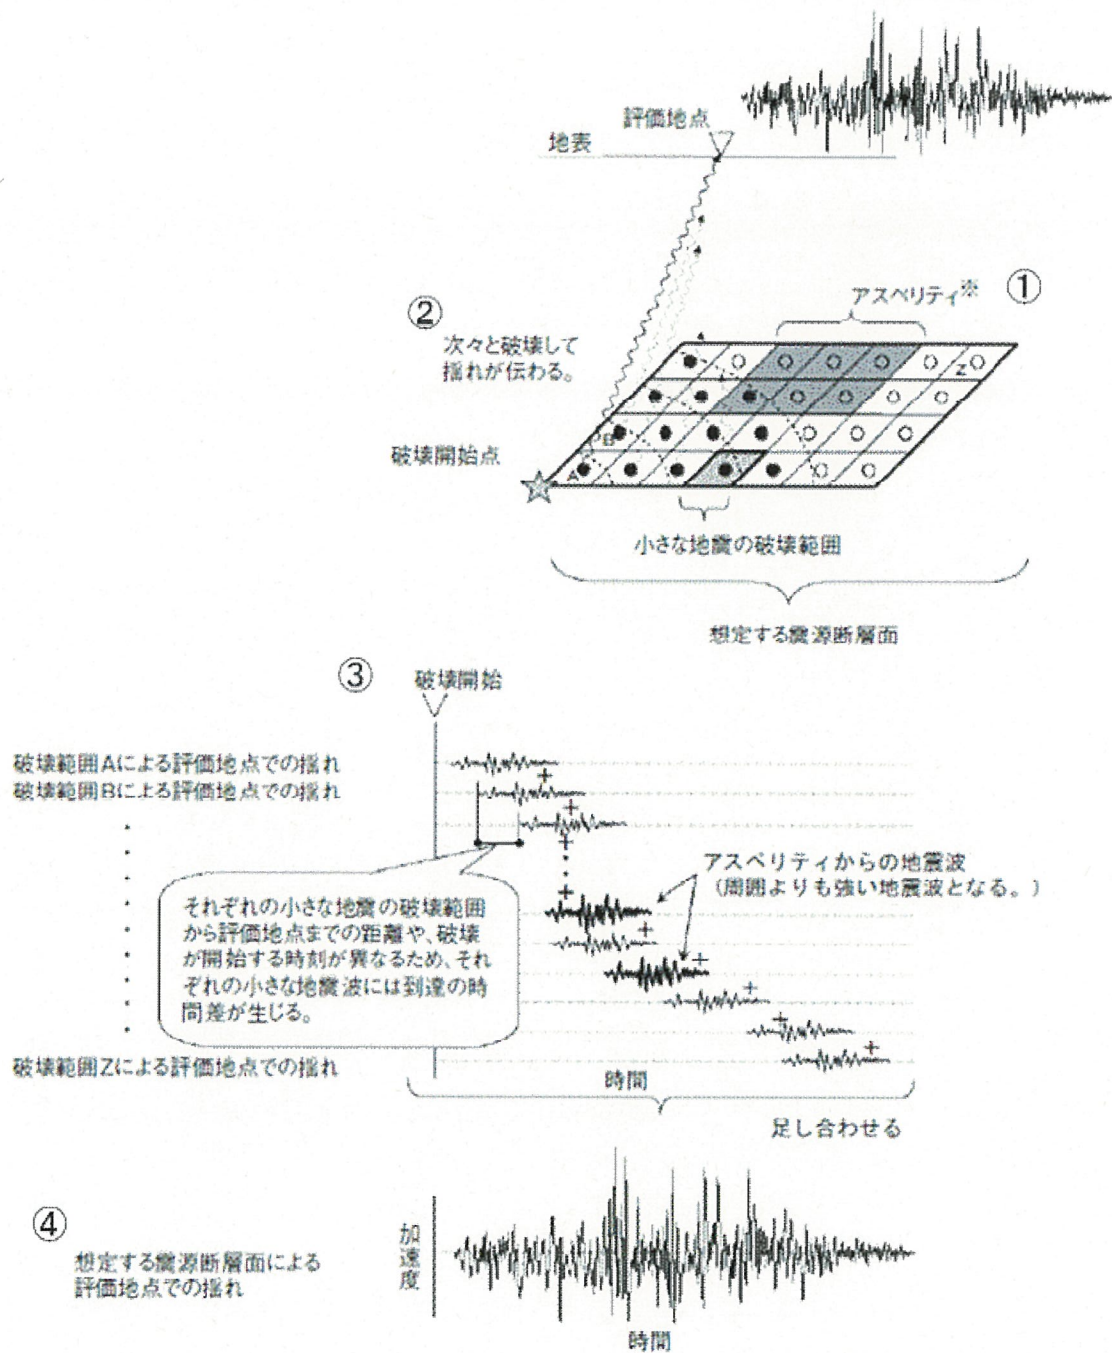 評価地点
地表
アスペリティ※
①
②
次々と破壊して
揺れが伝わる。
Z
B
破壊開始点
A
小さな地震の破壊範囲
想定する震源断層面
③
破壊開始
破壊範囲Aによる評価地点での揺れ
破壊範囲Bによる評価地点での揺れ
アスペリティからの地震波
(周囲よりも強い地震波となる。)
それぞれの小さな地震の破壊範囲
から評価地点までの距離や、破壊
が開始する時刻が異なるため、それ
ぞれの小さな地震波には到達の時
間差が生じる。
破壊範囲Zによる評価地点での揺れ
時間
足し合わせる
④
想定する震源断層面による
評価地点での揺れ
加速度
時間